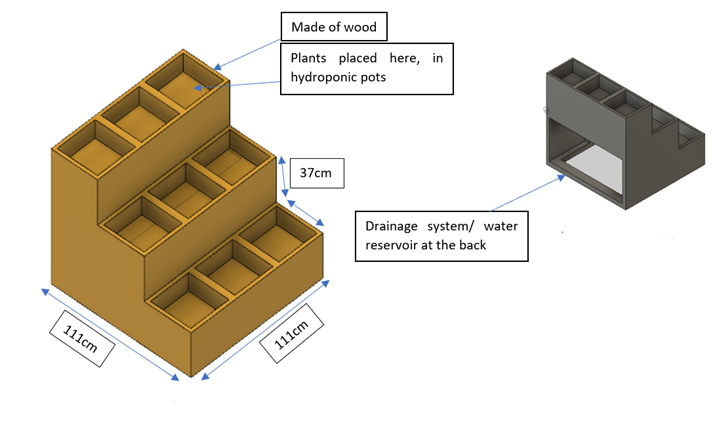 Made of wood
Plants placed here, in
hydroponic pots
37cm
Drainage system/ water
reservoir at the back
111cm
111cm